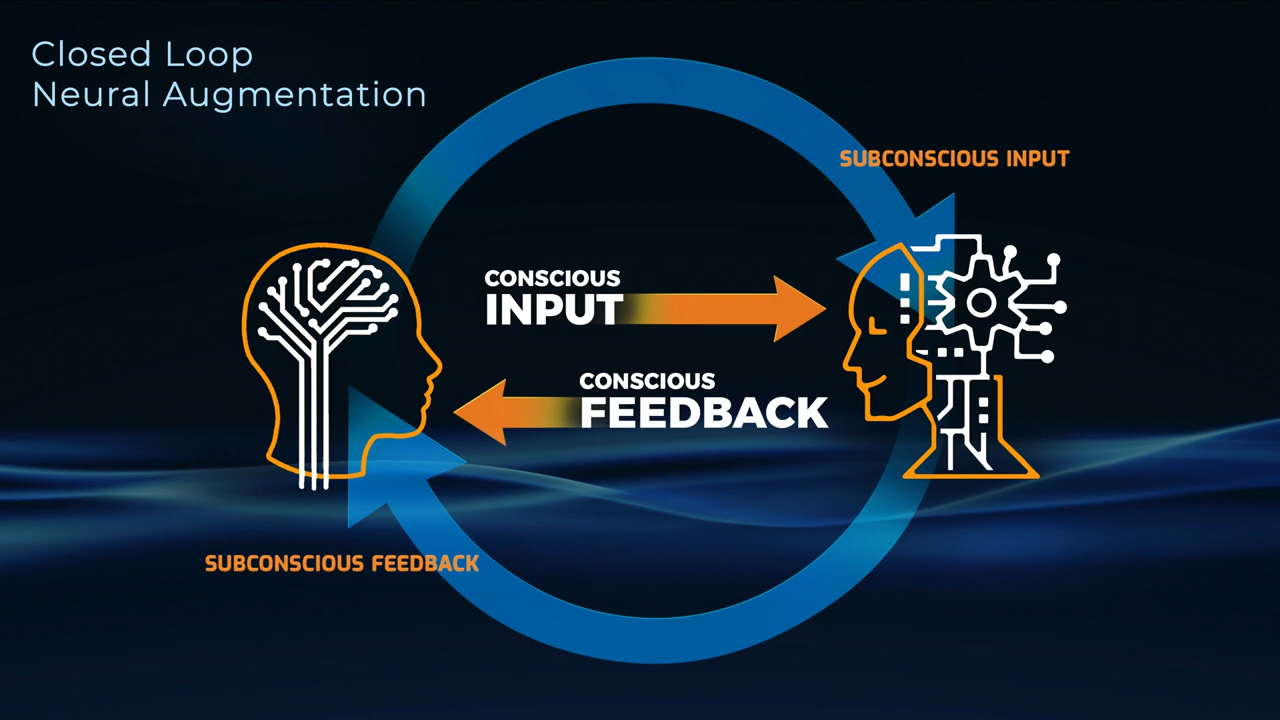 Closed Loop
Neural Augmentation
SUBCONSCIOUS INPUT
CONSCIOUS
INPUT
CONSCIOUS
FEEDBACK
SUBCONSCIOUS FEEDBACK